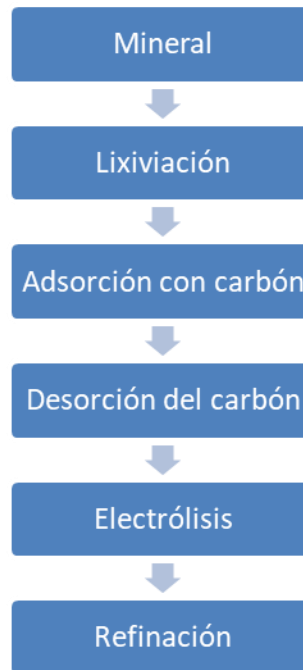 Mineral
Lixiviación
Adsorción con carbón
Desorción del carbón
Electrólisis
Refinación